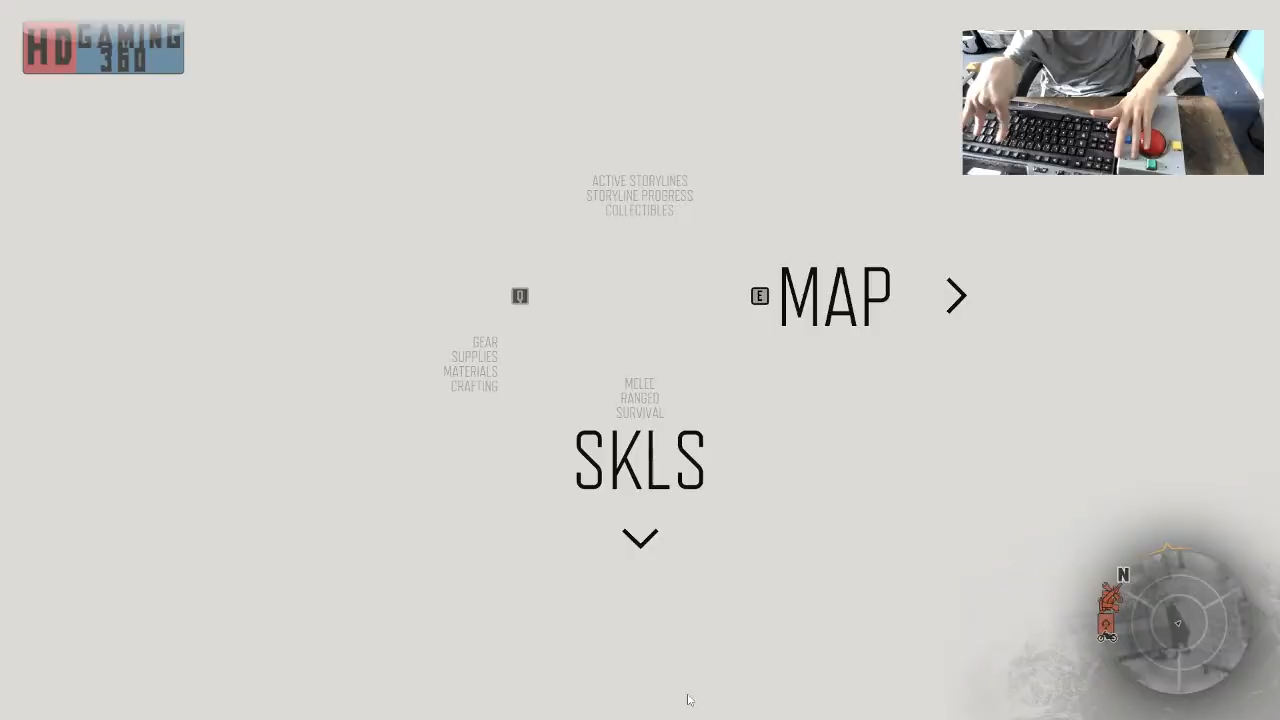 HD GAMING
360
ACTIVE STORYLINES
STORYLINE PROGRESS
COLLECTIBLES
Q
E MAP
GEAR
SUPPLIES
MATERIALS
CRAFTING
MELEE
RANGED
SURVIVAL
SKLS
N